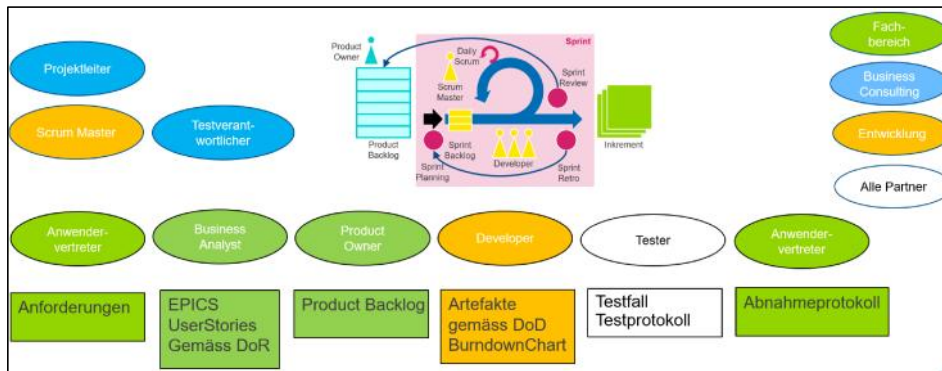 Projektleiter
Scrum Master
Testverant-
wortlicher
Product
Owner
Product
Backlog
Sprint
Daily
Scrum
Scrum
Master
Sprint
Review
Sprint
Backlog
Developer
Sprint
Planning
Sprint
Retro
Inkrement
Fach-
bereich
Business
Consulting
Entwicklung
Alle Partner
Anwender-
vertreter
Business
Analyst
Product
Owner
Developer
Tester
Anwender-
vertreter
Anforderungen
EPICS
UserStories
Gemäss DoR
Product Backlog
Artefakte
gemäss DoD
BurndownChart
Testfall
Testprotokoll
Abnahmeprotokoll